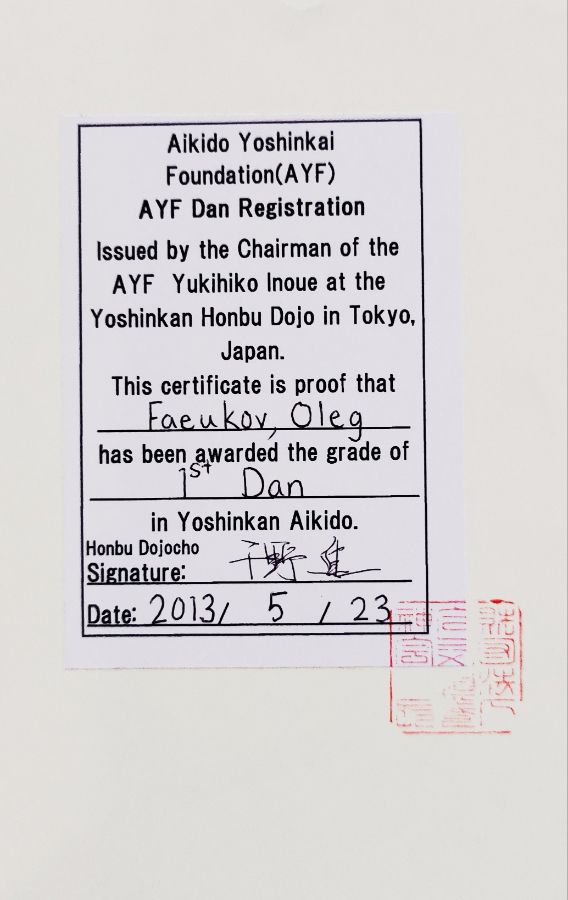 Aikido Yoshinkai
Foundation(AYF)
AYF Dan Registration
Issued by the Chairman of the
AYF Yukihiko Inoue at the
Yoshinkan Honbu Dojo in Tokyo,
Japan.
This certificate is proof that
Faeukov, Oleg
has been awarded the grade of
1st Dan
in Yoshinkan Aikido.
Honbu Dojocho
Signature:
Date: 2013/ 5 / 23